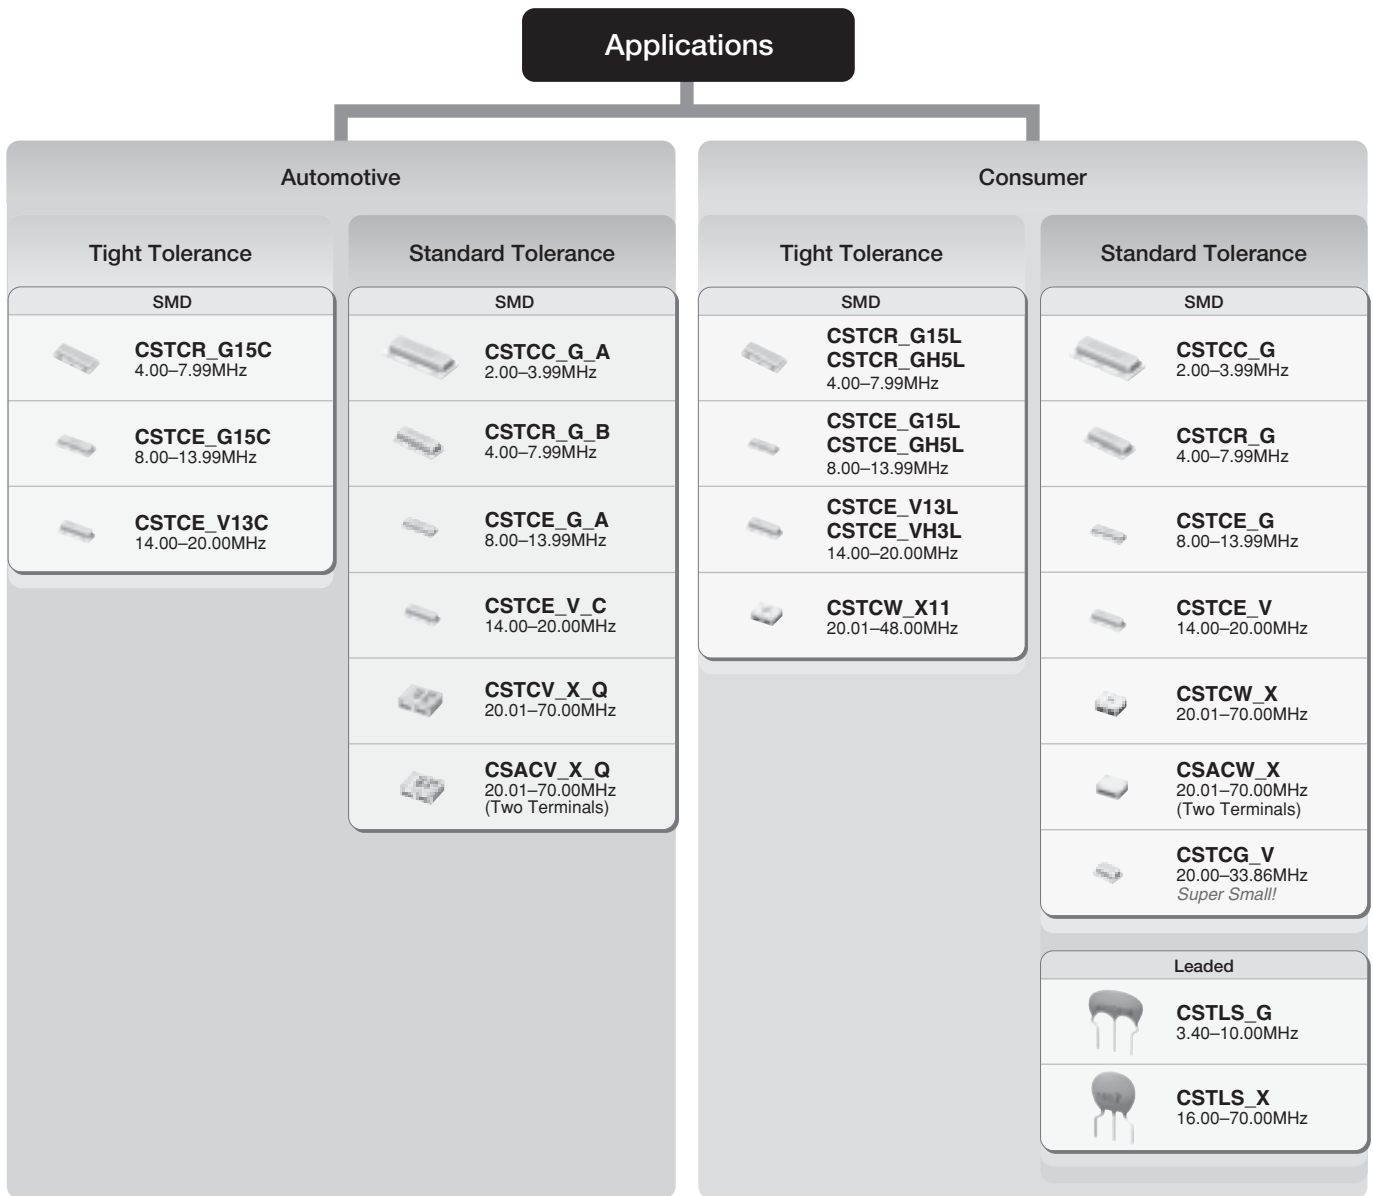 Applications
Automotive
Tight Tolerance
SMD
CSTCR_G15C
4.00–7.99MHz
CSTCE_G15C
8.00–13.99MHz
CSTCE_V13C
14.00–20.00MHz
Standard Tolerance
SMD
CSTCC_G_A
2.00–3.99MHz
CSTCR_G_B
4.00–7.99MHz
CSTCE_G_A
8.00–13.99MHz
CSTCE_V_C
14.00–20.00MHz
CSTCV_X_Q
20.01–70.00MHz
CSACV_X_Q
20.01–70.00MHz
(Two Terminals)
Consumer
Tight Tolerance
SMD
CSTCR_G15L
CSTCR_GH5L
4.00–7.99MHz
CSTCE_G15L
CSTCE_GH5L
8.00–13.99MHz
CSTCE_V13L
CSTCE_VH3L
14.00–20.00MHz
CSTCW_X11
20.01–48.00MHz
Standard Tolerance
SMD
CSTCC_G
2.00–3.99MHz
CSTCR_G
4.00–7.99MHz
CSTCE_G
8.00–13.99MHz
CSTCE_V
14.00–20.00MHz
CSTCW_X
20.01–70.00MHz
CSACW_X
20.01–70.00MHz
(Two Terminals)
CSTCG_V
20.00–33.86MHz
Super Small!
Leaded
CSTLS_G
3.40–10.00MHz
CSTLS_X
16.00–70.00MHz